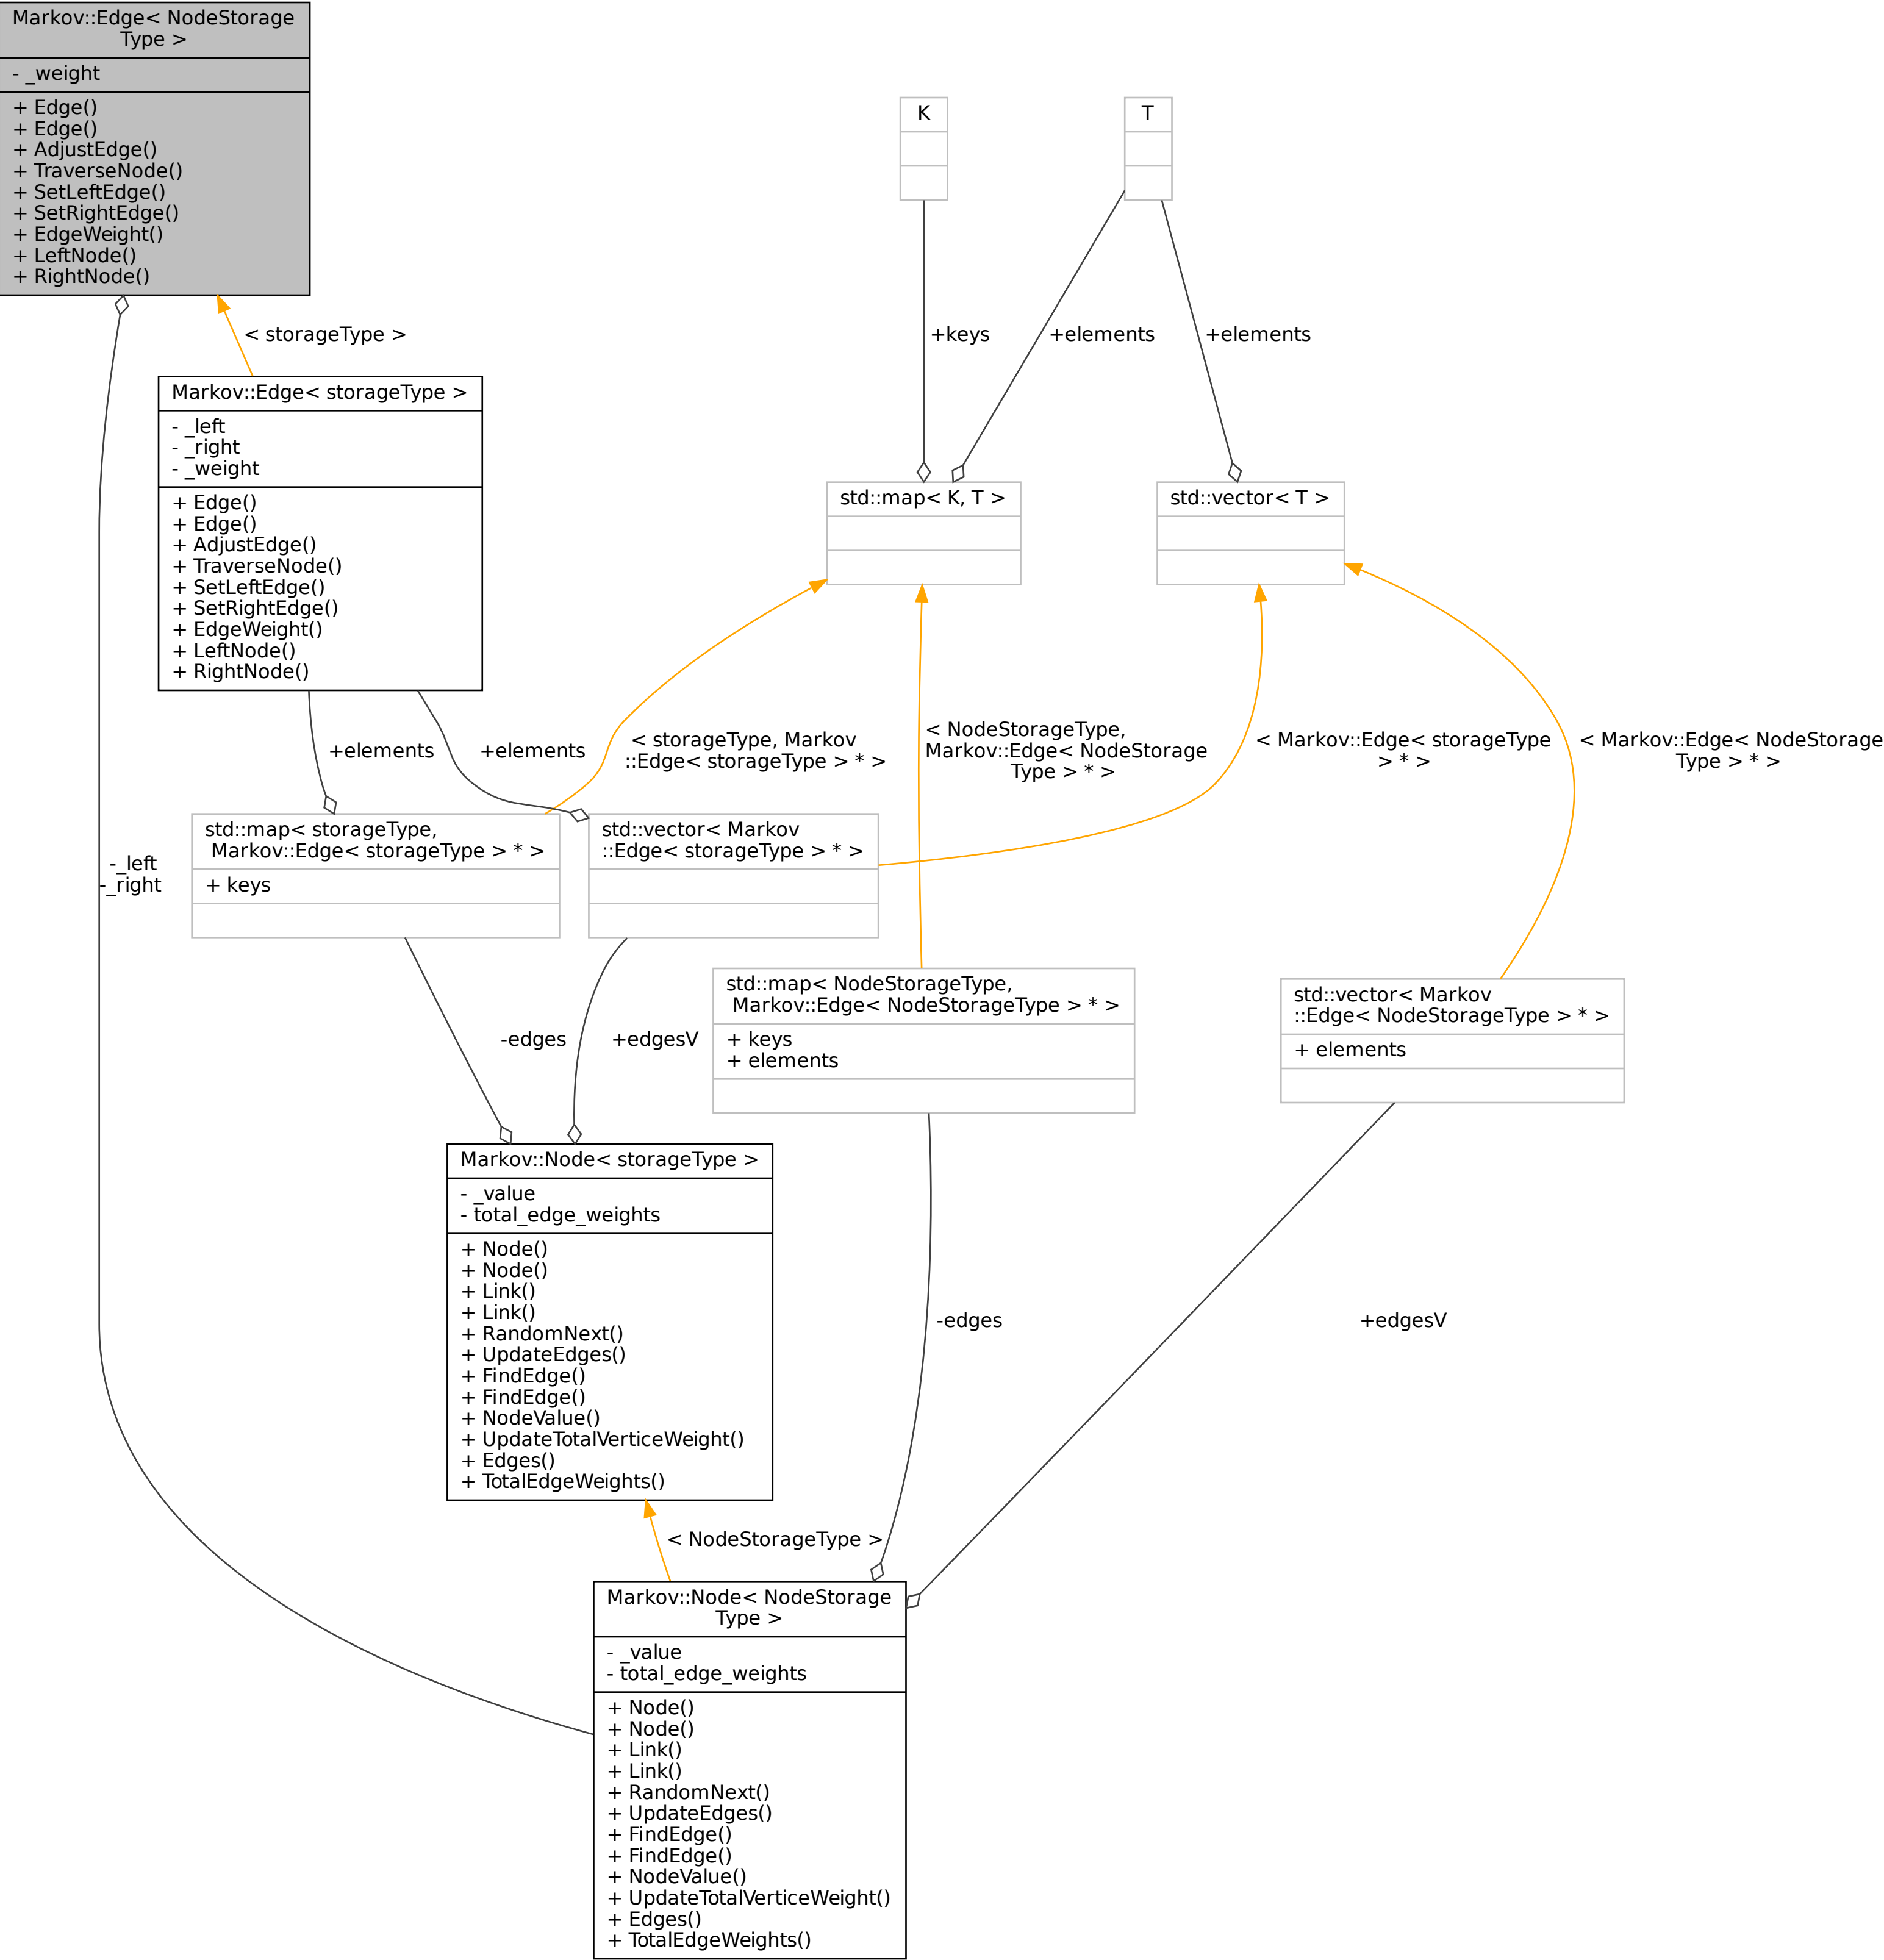 Markov::Edge< NodeStorage
Type >
- _weight
+ Edge()
+ Edge()
+ AdjustEdge()
+ TraverseNode()
+ SetLeftEdge()
+ SetRightEdge()
+ EdgeWeight()
+ LeftNode()
+ RightNode()
K
T
< storageType >
+keys
+elements
+elements
Markov::Edge< storageType >
- _left
- _right
- _weight
+ Edge()
+ Edge()
+ AdjustEdge()
+ TraverseNode()
+ SetLeftEdge()
+ SetRightEdge()
+ EdgeWeight()
+ LeftNode()
+ RightNode()
std::map< K, T >
std::vector< T >
+elements
+elements
< storageType, Markov
::Edge< storageType > * >
< NodeStorageType,
Markov::Edge< NodeStorage
Type > * >
< Markov::Edge< storageType
> * >
< Markov::Edge< NodeStorage
Type > * >
-_left
-_right
std::map< storageType,
Markov::Edge< storageType > * >
+ keys
std::vector< Markov
::Edge< storageType > * >
std::map< NodeStorageType,
Markov::Edge< NodeStorageType > * >
+ keys
+ elements
std::vector< Markov
::Edge< NodeStorageType > * >
+ elements
-edges
+edgesV
Markov::Node< storageType >
- _value
- total_edge_weights
+ Node()
+ Node()
+ Link()
+ Link()
+ RandomNext()
+ UpdateEdges()
+ FindEdge()
+ FindEdge()
+ NodeValue()
+ UpdateTotalVerticeWeight()
+ Edges()
+ TotalEdgeWeights()
-edges
+edgesV
< NodeStorageType >
Markov::Node< NodeStorage
Type >
- _value
- total_edge_weights
+ Node()
+ Node()
+ Link()
+ Link()
+ RandomNext()
+ UpdateEdges()
+ FindEdge()
+ FindEdge()
+ NodeValue()
+ UpdateTotalVerticeWeight()
+ Edges()
+ TotalEdgeWeights()